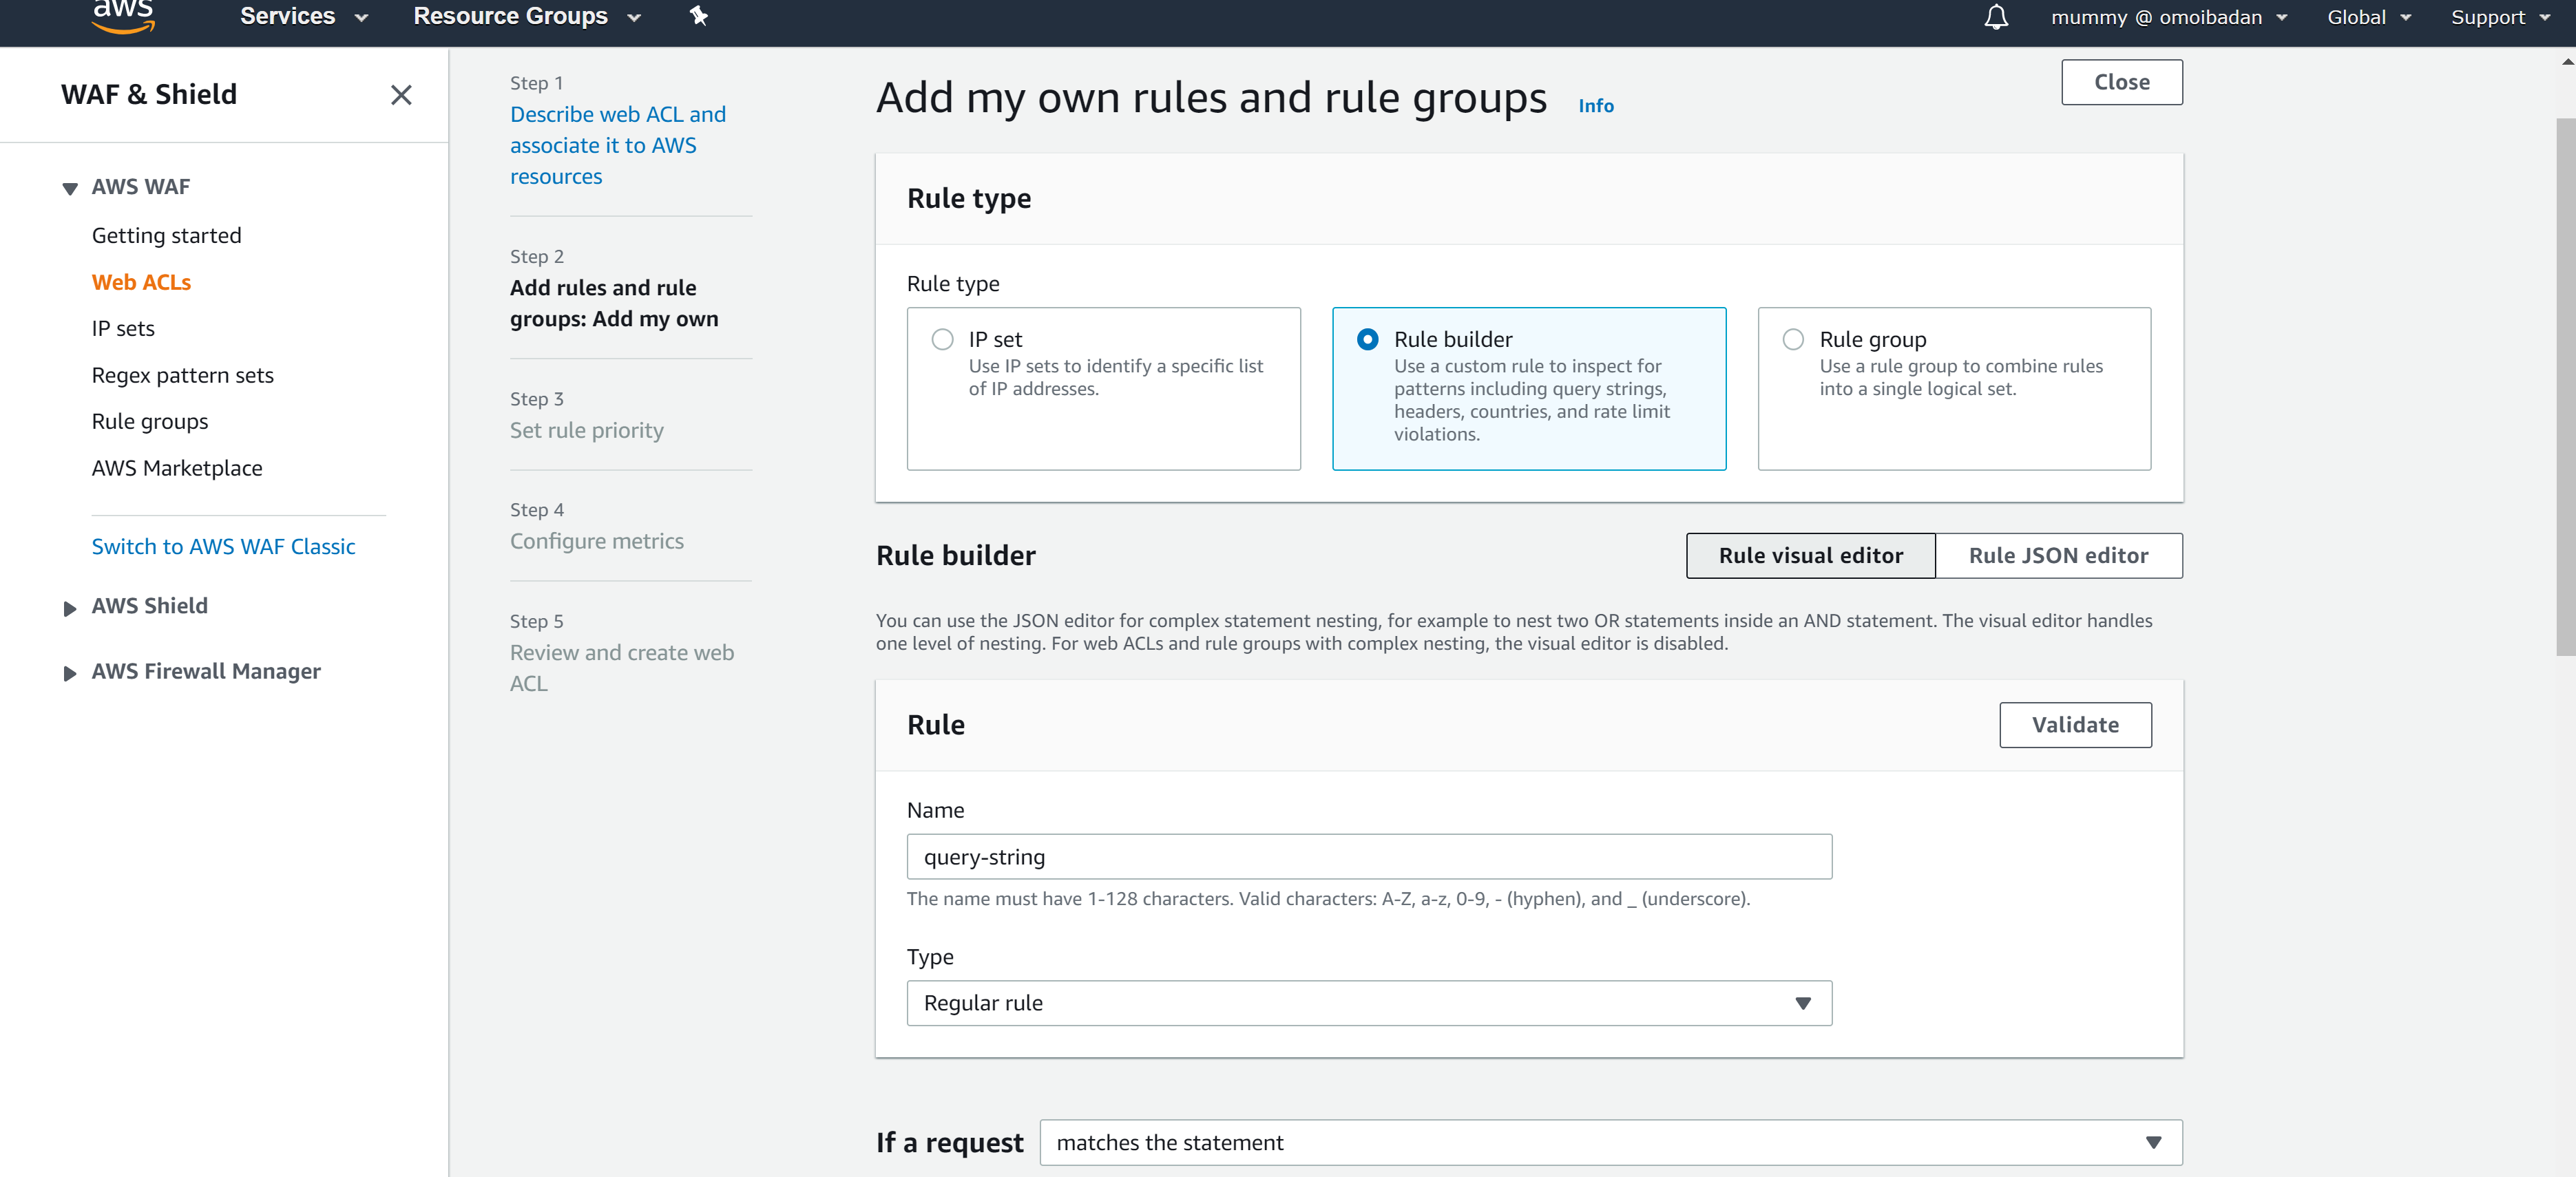 aws
Services
Resource Groups
mummy @ omoibadan
Global
Support
WAF & Shield
AWS WAF
Getting started
Web ACLs
IP sets
Regex pattern sets
Rule groups
AWS Marketplace
Switch to AWS WAF Classic
AWS Shield
AWS Firewall Manager
Step 1
Describe web ACL and
associate it to AWS
resources
Step 2
Add rules and rule
groups: Add my own
Step 3
Set rule priority
Step 4
Configure metrics
Step 5
Review and create web
ACL
Add my own rules and rule groups Info
Close
Rule type
Rule type
IP set
Use IP sets to identify a specific list
of IP addresses.
Rule builder
Use a custom rule to inspect for
patterns including query strings,
headers, countries, and rate limit
violations.
Rule group
Use a rule group to combine rules
into a single logical set.
Rule builder
Rule visual editor
Rule JSON editor
You can use the JSON editor for complex statement nesting, for example to nest two OR statements inside an AND statement. The visual editor handles
one level of nesting. For web ACLs and rule groups with complex nesting, the visual editor is disabled.
Rule
Validate
Name
query-string
The name must have 1-128 characters. Valid characters: A-Z, a-z, 0-9, - (hyphen), and _ (underscore).
Type
Regular rule
If a request
matches the statement